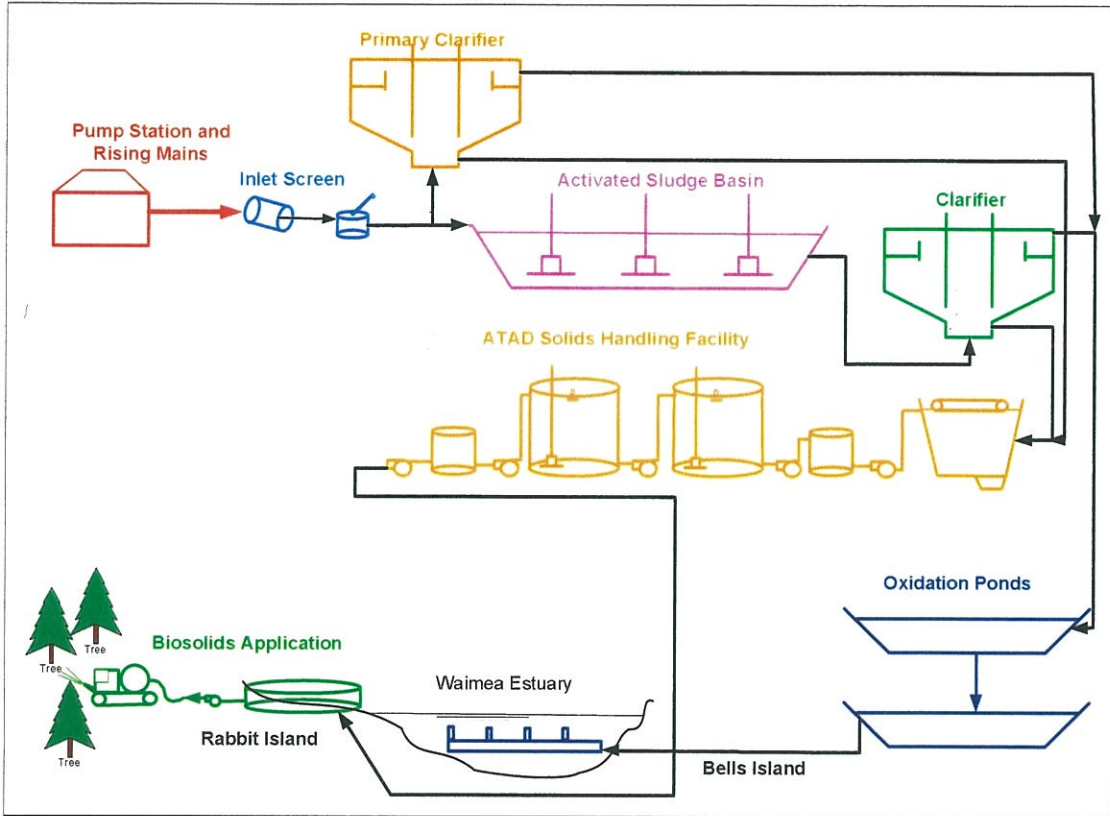 Primary Clarifier
Pump Station and
Rising Mains
Inlet Screen
Activated Sludge Basin
Clarifier
ATAD Solids Handling Facility
Oxidation Ponds
Tree
Tree
Biosolids Application
Waimea Estuary
Rabbit Island
Tree
Bells Island